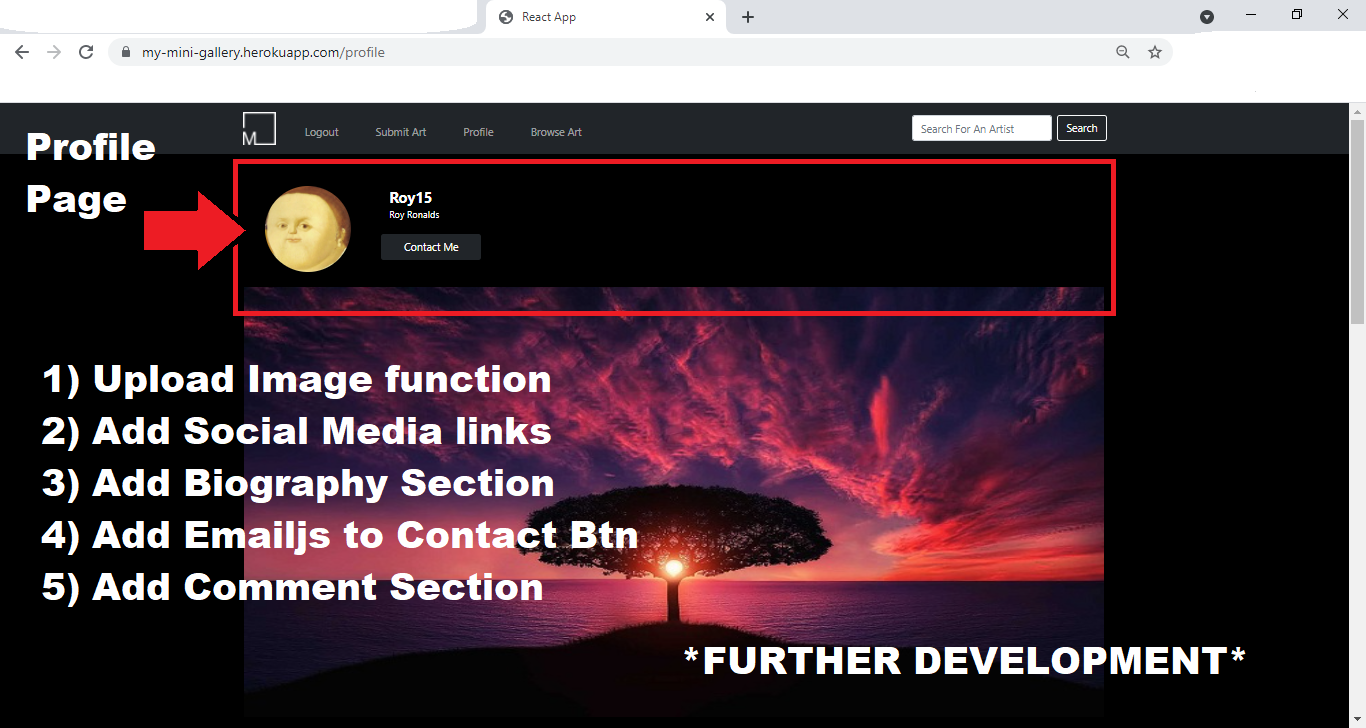 React App
my-mini-gallery.herokuapp.com/profile
M Logout Submit Art Profile Browse Art Search For An Artist Search
Profile
Page
Roy15
Roy Ronalds
Contact Me
1) Upload Image function
2) Add Social Media links
3) Add Biography Section
4) Add Emailjs to Contact Btn
5) Add Comment Section
*FURTHER DEVELOPMENT*